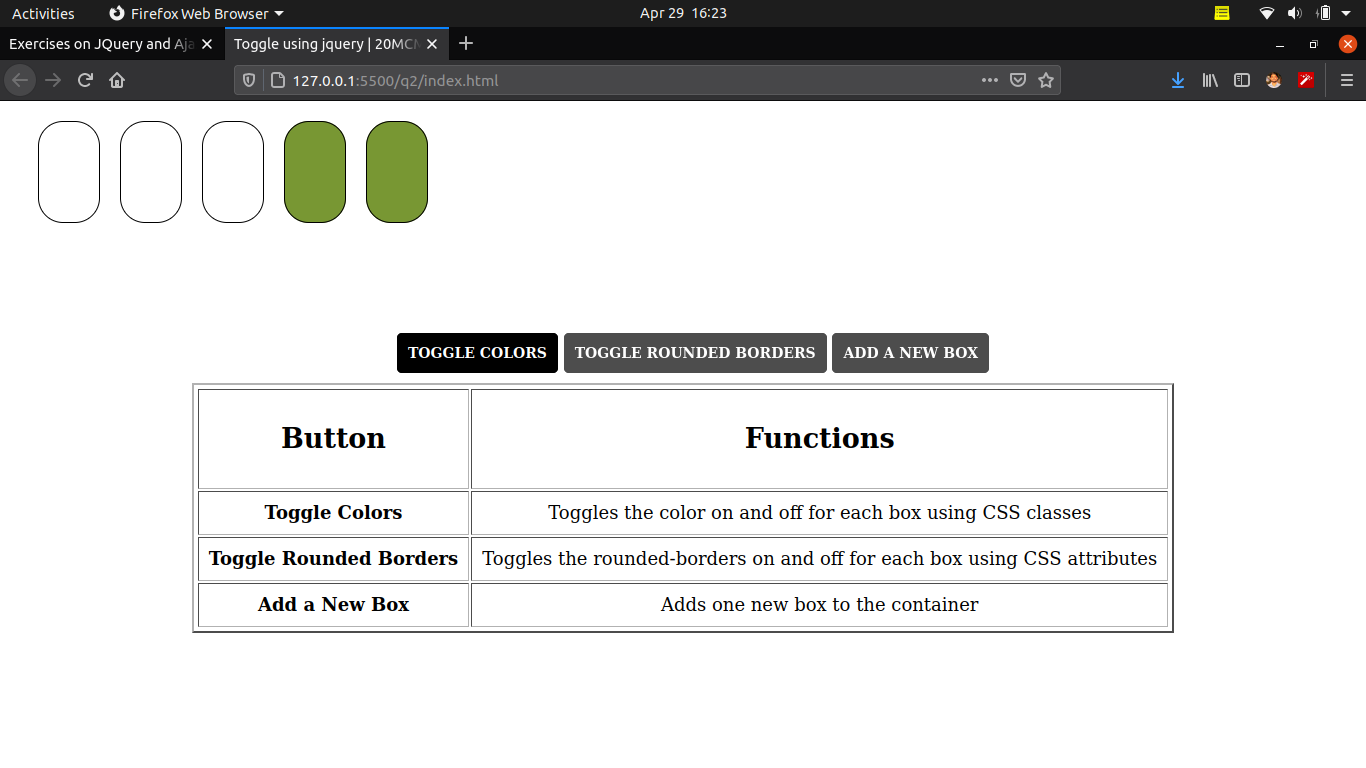 Activities Firefox Web Browser Apr 29 16:23
Exercises on JQuery and Aja Toggle using jquery | 20MCM
127.0.0.1:5500/q2/index.html
TOGGLE COLORS TOGGLE ROUNDED BORDERS ADD A NEW BOX
Button Functions
Toggle Colors Toggles the color on and off for each box using CSS classes
Toggle Rounded Borders Toggles the rounded-borders on and off for each box using CSS attributes
Add a New Box Adds one new box to the container